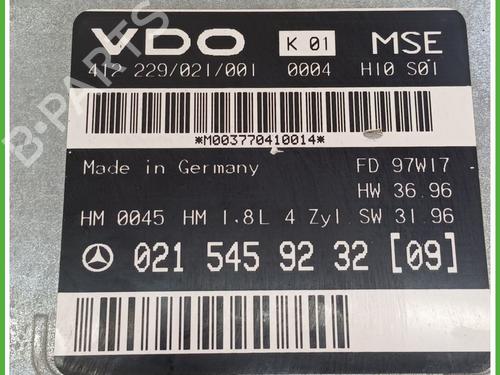 VDO K 01 MSE
412 229/021/001 0004 H10 S01
*M003770410014*
Made in Germany FD 97W17
HW 36.96
HM 0045 HM 1.8L 4 Zyl SW 31.96
021 545 92 32 [09]
B-PARTS